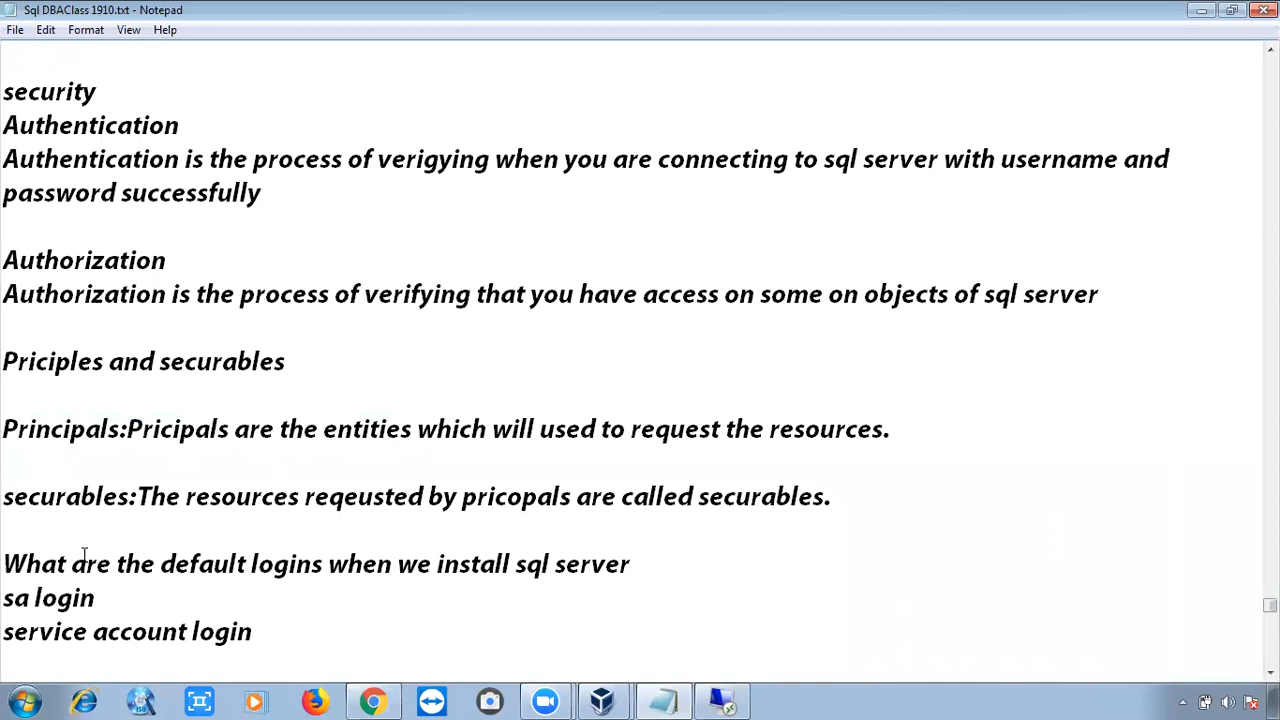 Sql DBAClass 1910.txt - Notepad
File Edit Format View Help
security
Authentication
Authentication is the process of verigying when you are connecting to sql server with username and
password successfully
Authorization
Authorization is the process of verifying that you have access on some on objects of sql server
Priciples and securables
Principals:Pricipals are the entities which will used to request the resources.
securables:The resources reqeusted by pricopals are called securables.
What are the default logins when we install sql server
sa login
service account login